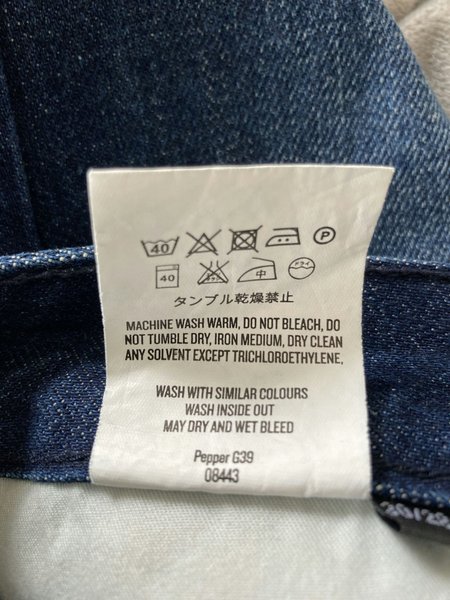 40 P
40 中 ドライ
タンブル乾燥禁止
MACHINE WASH WARM, DO NOT BLEACH, DO
NOT TUMBLE DRY, IRON MEDIUM, DRY CLEAN
ANY SOLVENT EXCEPT TRICHLOROETHYLENE.
WASH WITH SIMILAR COLOURS
WASH INSIDE OUT
MAY DRY AND WET BLEED
Pepper G39
08443
30/28